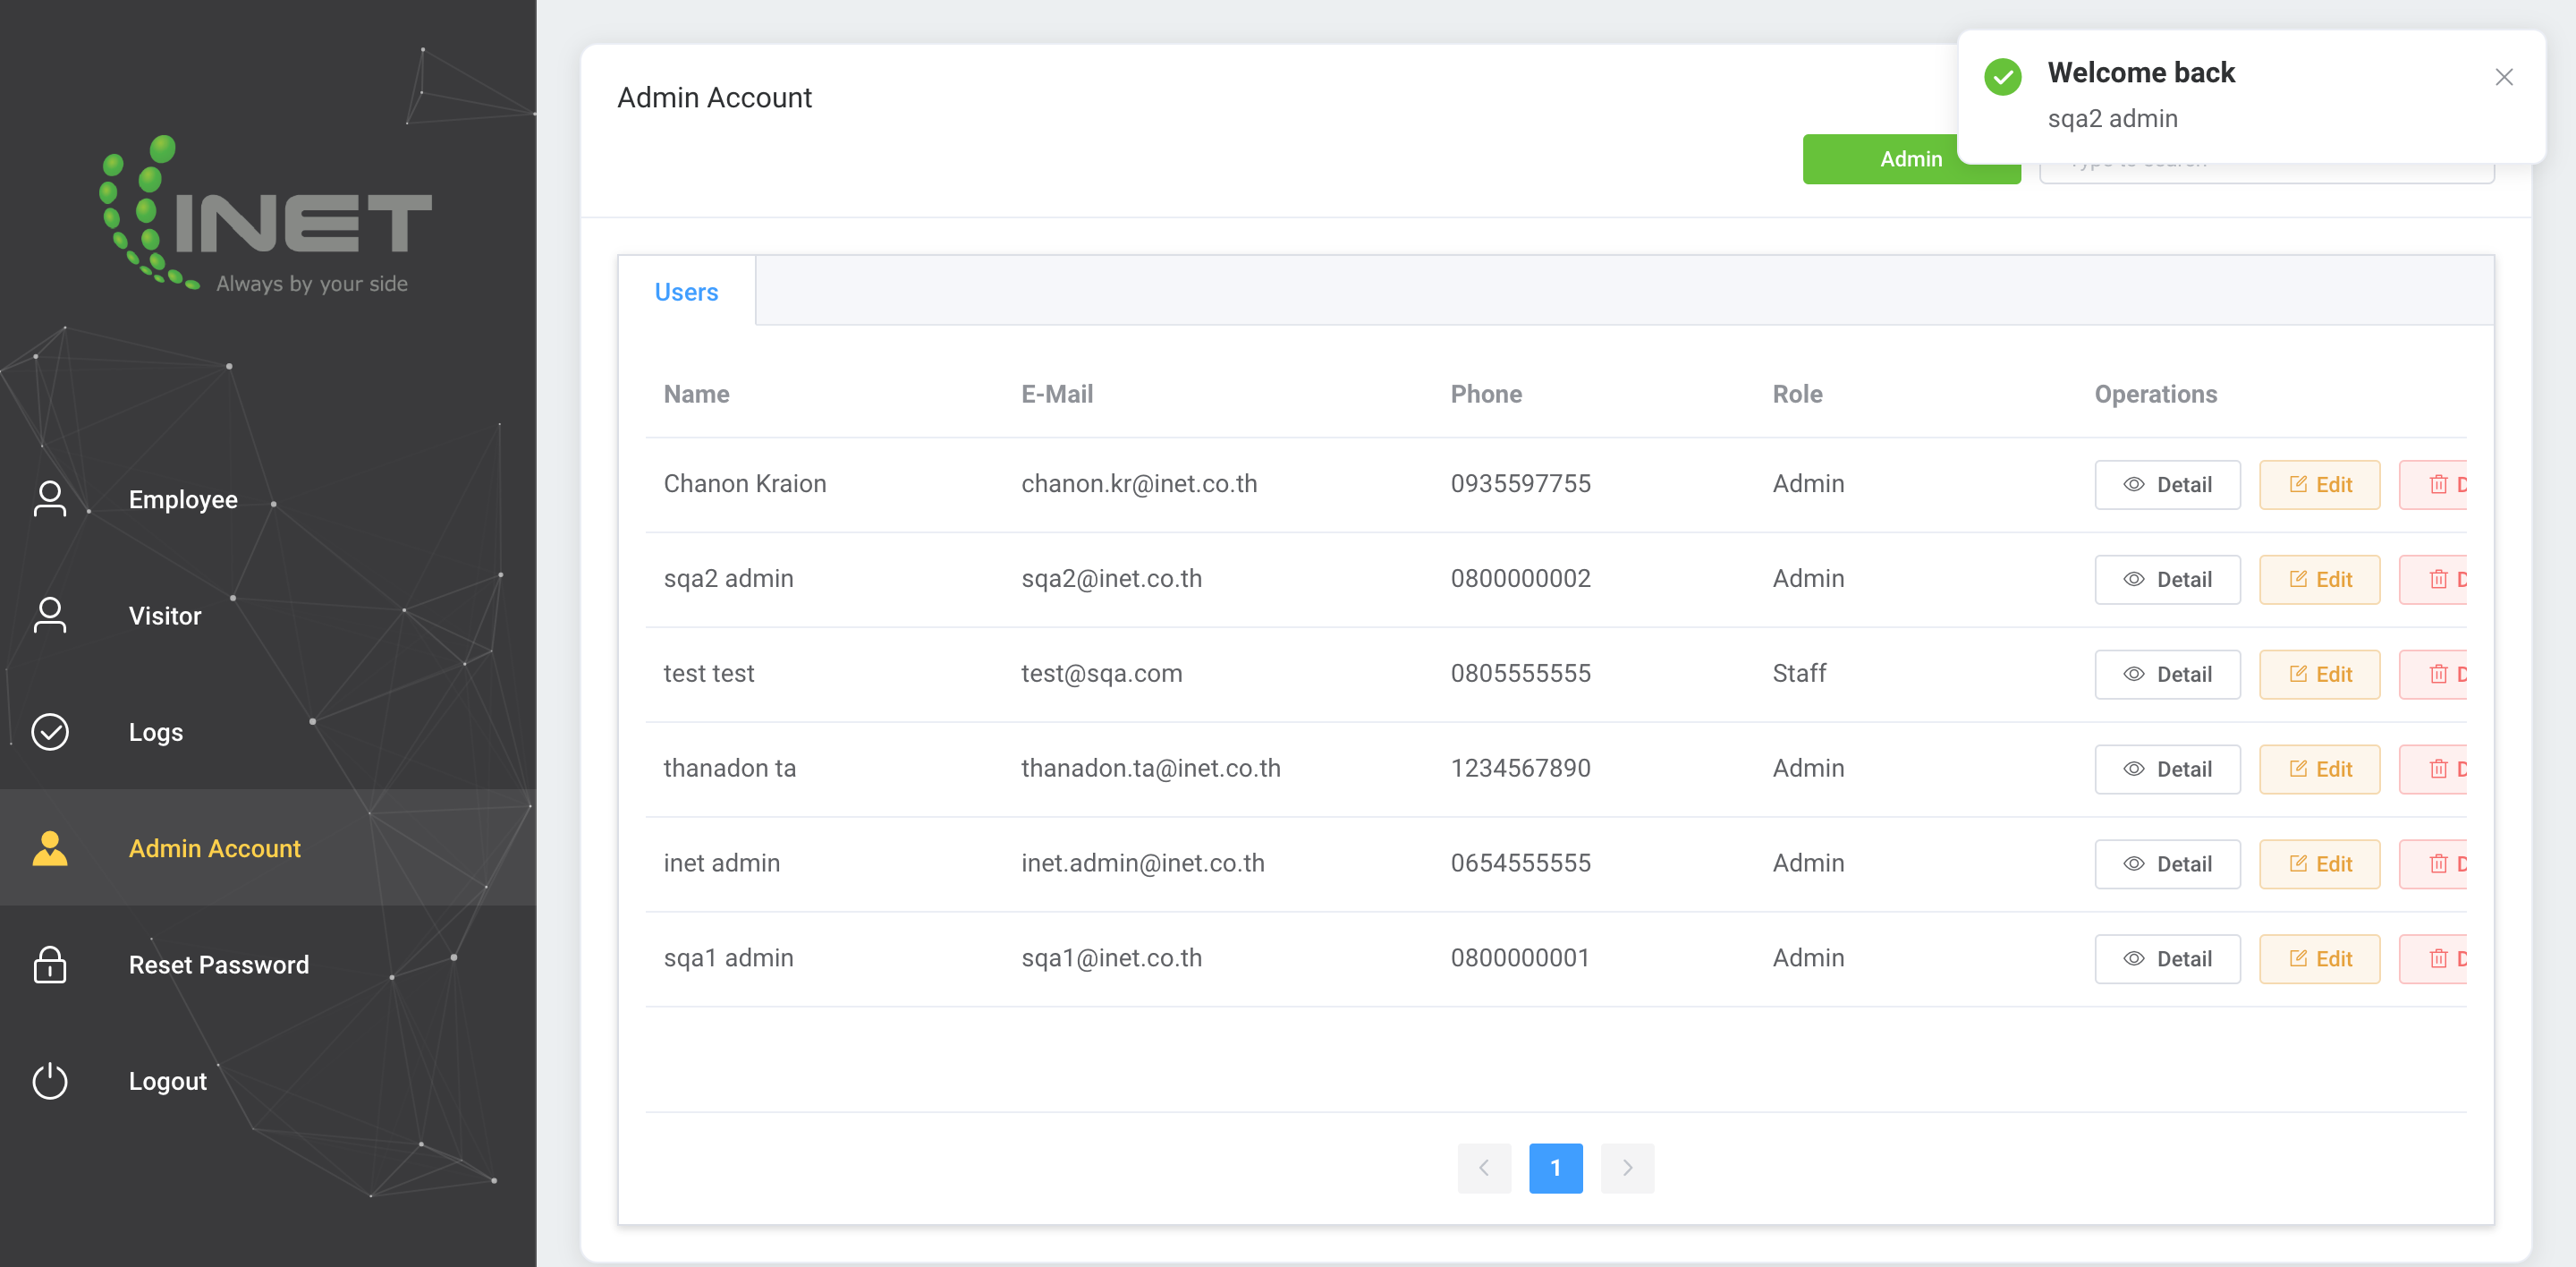 INET
Always by your side
Employee
Visitor
Logs
Admin Account
Reset Password
Logout
Admin Account
Welcome back
sqa2 admin
Admin
Type to search
Users
Name E-Mail Phone Role Operations
Chanon Kraion chanon.kr@inet.co.th 0935597755 Admin Detail Edit D
sqa2 admin sqa2@inet.co.th 0800000002 Admin Detail Edit D
test test test@sqa.com 0805555555 Staff Detail Edit D
thanadon ta thanadon.ta@inet.co.th 1234567890 Admin Detail Edit D
inet admin inet.admin@inet.co.th 0654555555 Admin Detail Edit D
sqa1 admin sqa1@inet.co.th 0800000001 Admin Detail Edit D
1